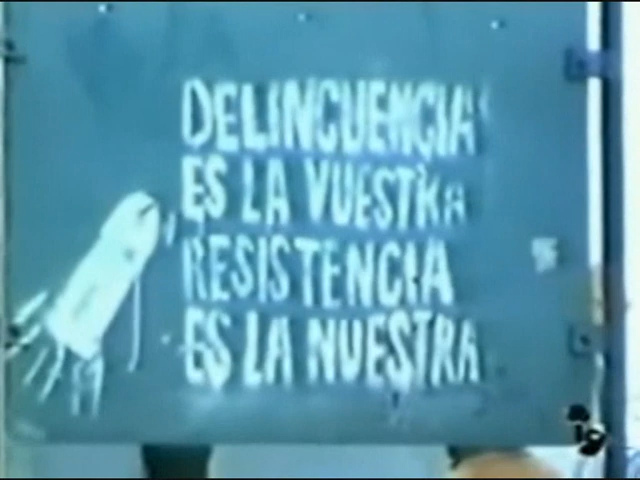 DELINCUENCIA
ES LA VUESTRA
RESISTENCIA
ES LA NUESTRA